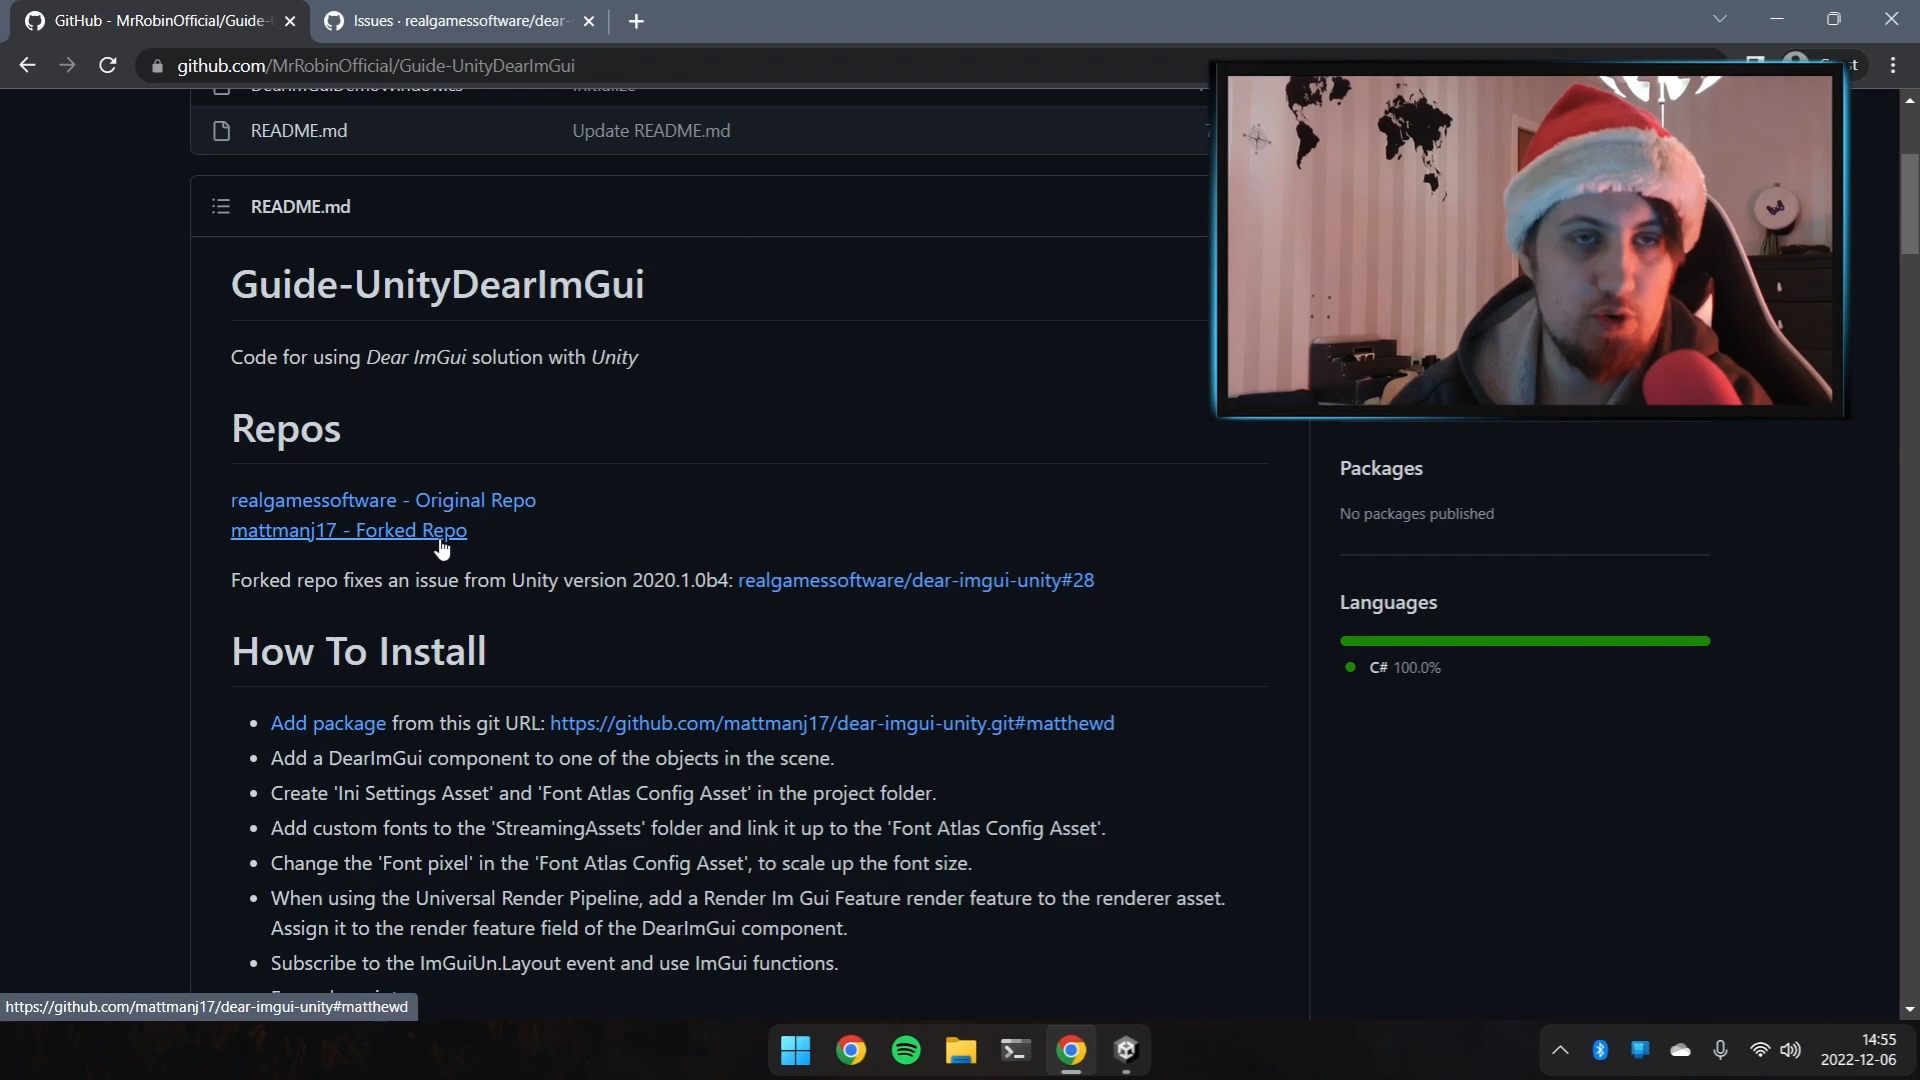 GitHub - MrRobinOfficial/Guide-
Issues · realgamessoftware/dear-
github.com/MrRobinOfficial/Guide-UnityDearImGui
README.md
Update README.md
README.md
Guide-UnityDearImGui
Code for using Dear ImGui solution with Unity
Repos
realgamessoftware - Original Repo
mattmanj17 - Forked Repo
Forked repo fixes an issue from Unity version 2020.1.0b4: realgamessoftware/dear-imgui-unity#28
How To Install
Add package from this git URL: https://github.com/mattmanj17/dear-imgui-unity.git#matthewd
Add a DearImGui component to one of the objects in the scene.
Create 'Ini Settings Asset' and 'Font Atlas Config Asset' in the project folder.
Add custom fonts to the 'StreamingAssets' folder and link it up to the 'Font Atlas Config Asset'.
Change the 'Font pixel' in the 'Font Atlas Config Asset', to scale up the font size.
When using the Universal Render Pipeline, add a Render Im Gui Feature render feature to the renderer asset.
Assign it to the render feature field of the DearImGui component.
Subscribe to the ImGuiUn.Layout event and use ImGui functions.
Packages
No packages published
Languages
C# 100.0%
https://github.com/mattmanj17/dear-imgui-unity#matthewd
14:55
2022-12-06